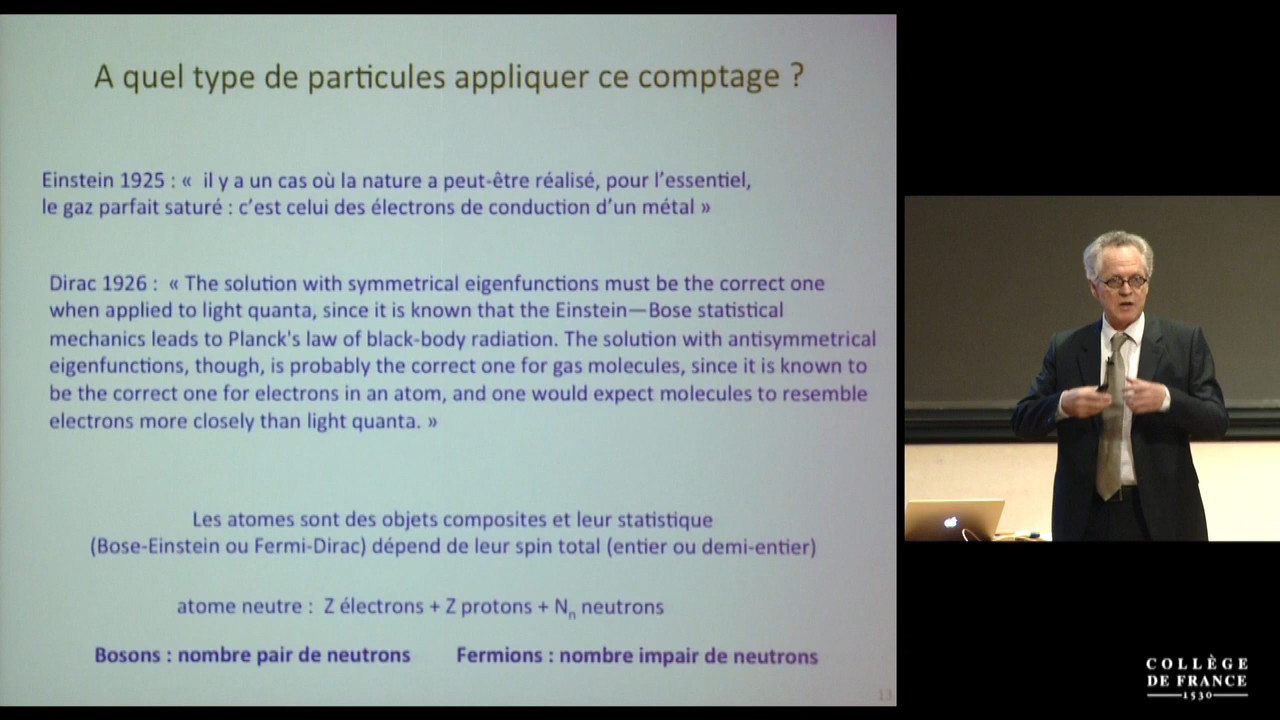 A quel type de particules appliquer ce comptage ?
Einstein 1925 : « il y a un cas où la nature a peut-être réalisé, pour l'essentiel,
le gaz parfait saturé : c'est celui des électrons de conduction d'un métal »
Dirac 1926 : « The solution with symmetrical eigenfunctions must be the correct one
when applied to light quanta, since it is known that the Einstein—Bose statistical
mechanics leads to Planck's law of black-body radiation. The solution with antisymmetrical
eigenfunctions, though, is probably the correct one for gas molecules, since it is known to
be the correct one for electrons in an atom, and one would expect molecules to resemble
electrons more closely than light quanta. »
Les atomes sont des objets composites et leur statistique
(Bose-Einstein ou Fermi-Dirac) dépend de leur spin total (entier ou demi-entier)
atome neutre : Z électrons + Z protons + Nn neutrons
Bosons : nombre pair de neutrons Fermions : nombre impair de neutrons
13
COLLÈGE
DE FRANCE
1530